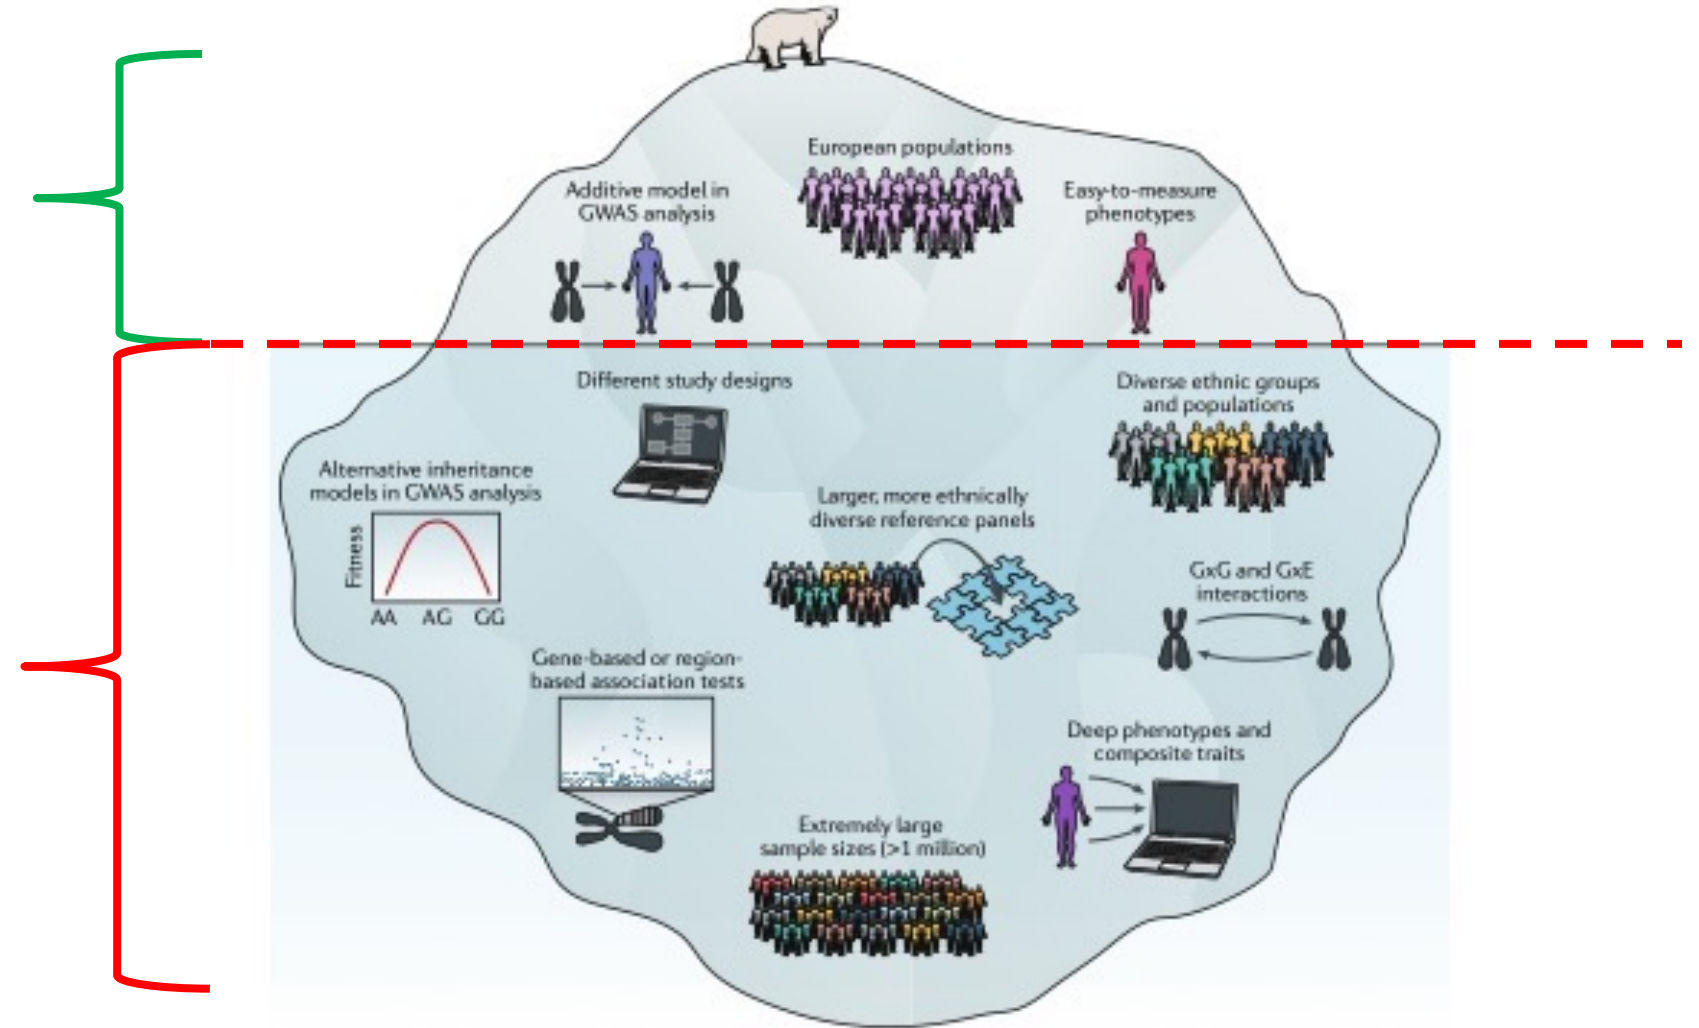 European populations
Additive model in
GWAS analysis
Easy-to-measure
phenotypes
Different study designs
Diverse ethnic groups
and populations
Alternative inheritance
models in GWAS analysis
Fitness
AA AG GG
Larger, more ethnically
diverse reference panels
GxG and GxE
interactions
Gene-based or region-
based association tests
Deep phenotypes and
composite traits
Extremely large
sample sizes (>1 million)